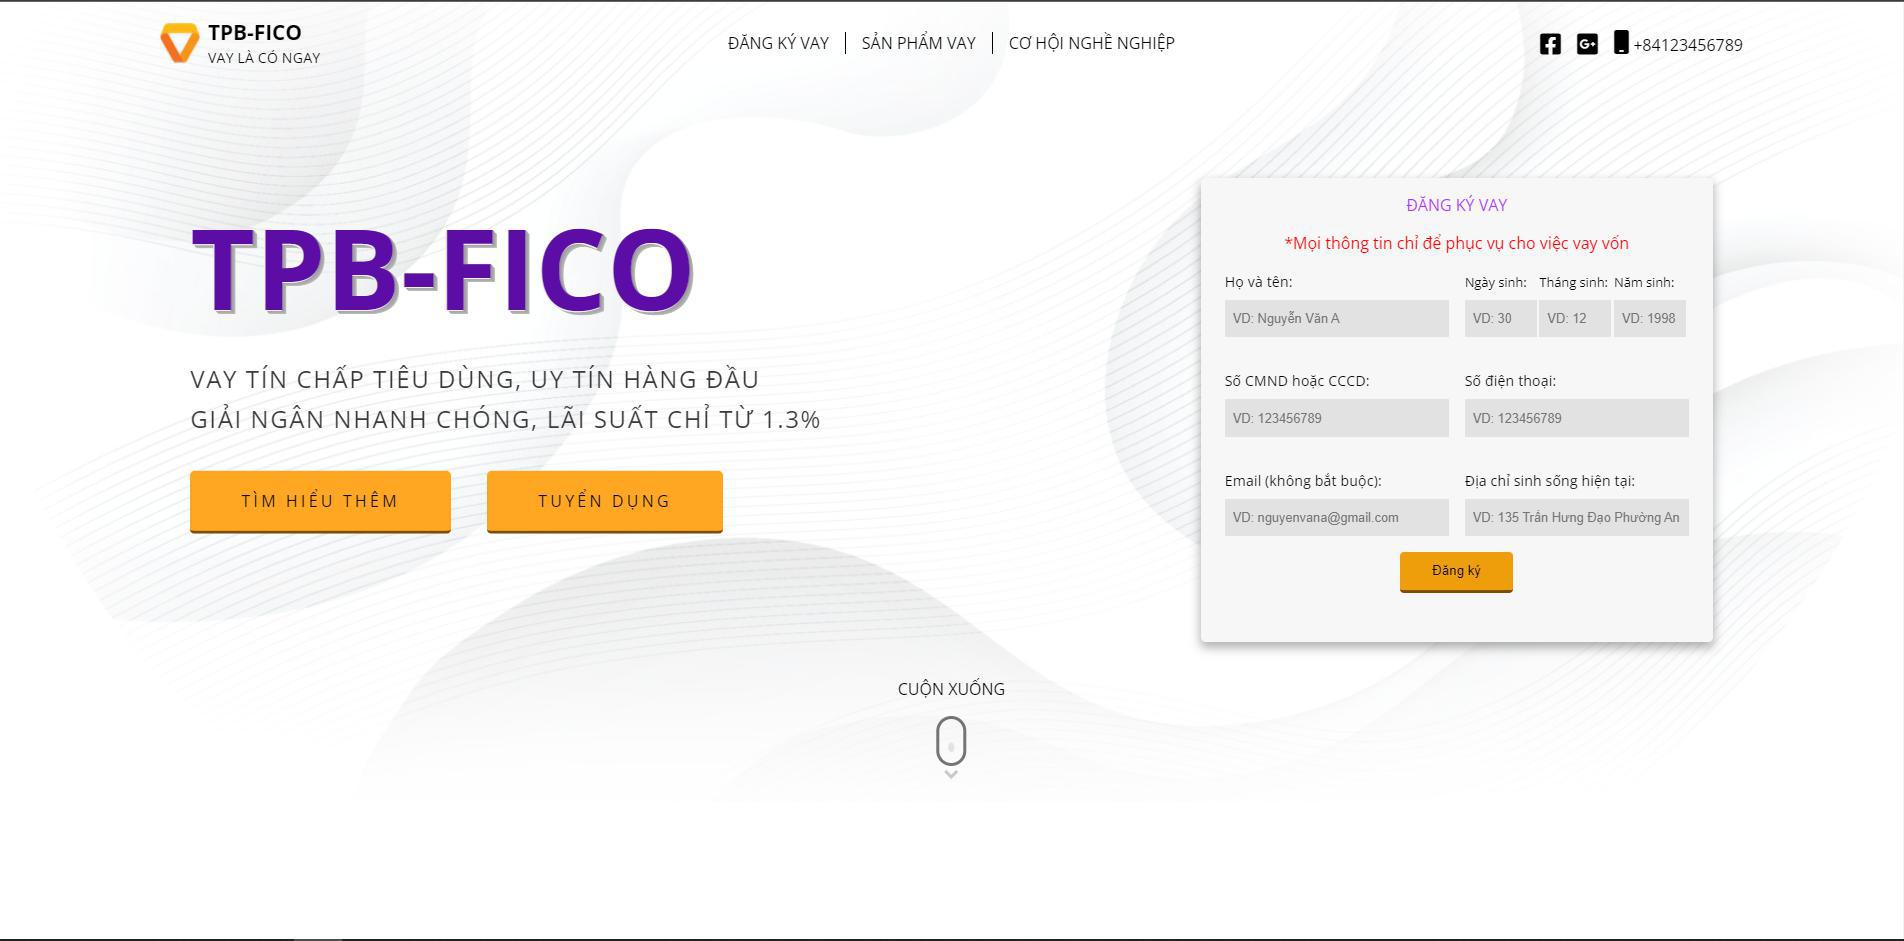 TPB-FICO
VAY LÀ CÓ NGAY
ĐĂNG KÝ VAY
SẢN PHẨM VAY
CƠ HỘI NGHỀ NGHIỆP
+84123456789
TPB-FICO
VAY TÍN CHẤP TIÊU DÙNG, UY TÍN HÀNG ĐẦU
GIẢI NGÂN NHANH CHÓNG, LÃI SUẤT CHỈ TỪ 1.3%
TÌM HIỂU THÊM
TUYỂN DỤNG
ĐĂNG KÝ VAY
*Mọi thông tin chỉ để phục vụ cho việc vay vốn
Họ và tên:
VD: Nguyễn Văn A
Ngày sinh: Tháng sinh: Năm sinh:
VD: 30 VD: 12 VD: 1998
Số CMND hoặc CCCD:
VD: 123456789
Số điện thoại:
VD: 123456789
Email (không bắt buộc):
VD: nguyenvana@gmail.com
Địa chỉ sinh sống hiện tại:
VD: 135 Trần Hưng Đạo Phường An
Đăng ký
CUỘN XUỐNG